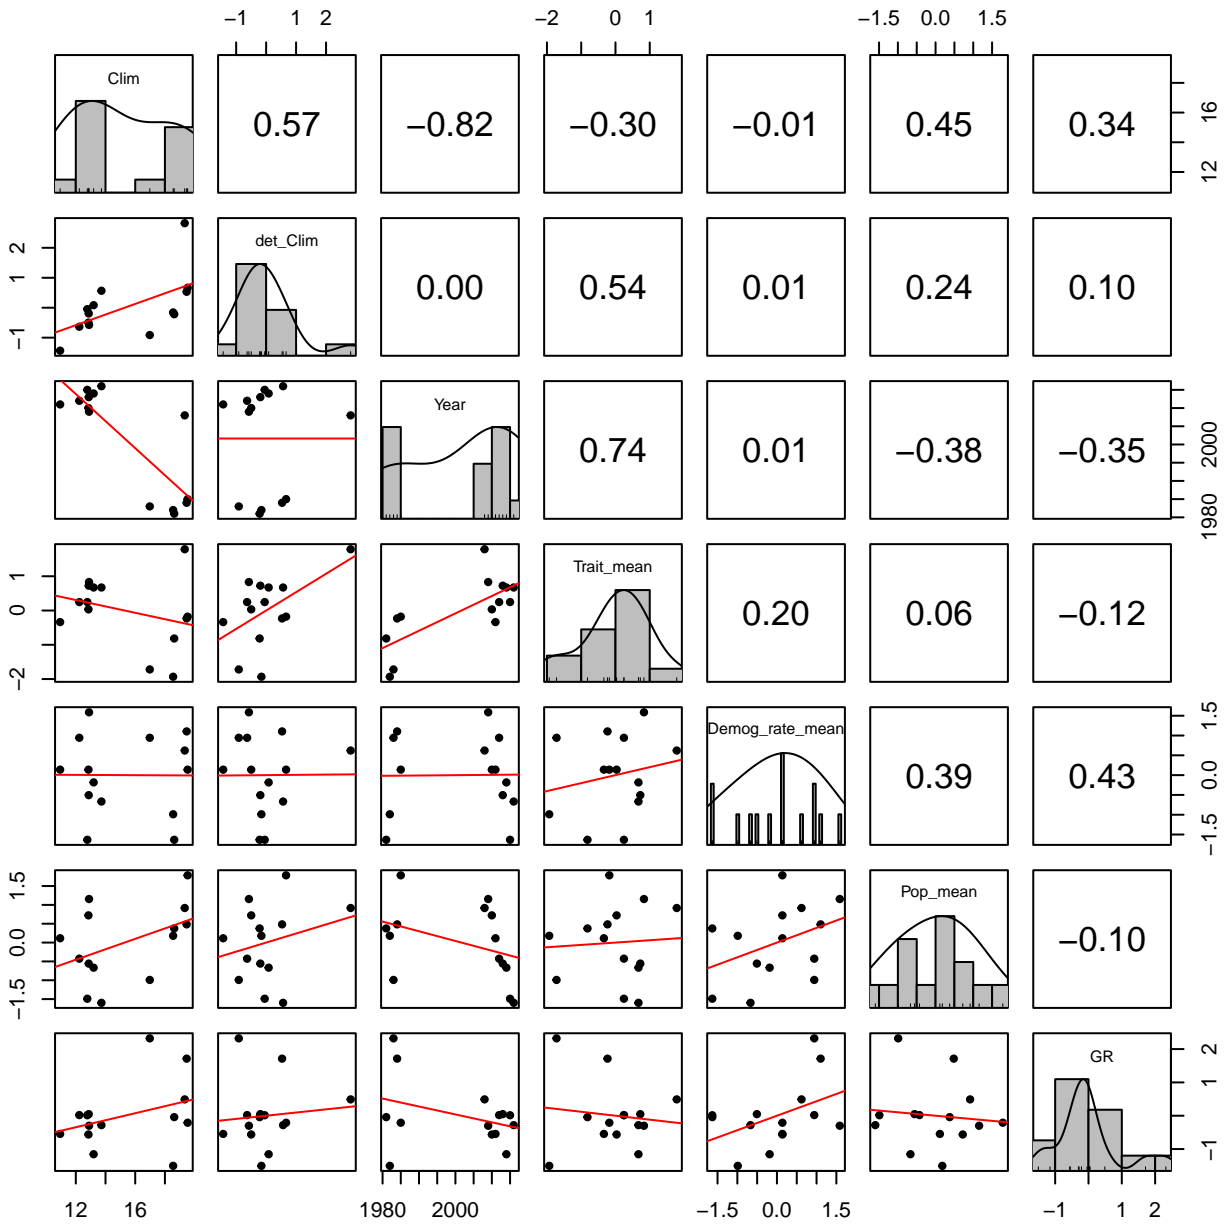 −1 1 2 −2 0 1 −1.5 0.0 1.5
Clim 0.57 −0.82 −0.30 −0.01 0.45 0.34 12 16
−1 1 2 det_Clim 0.00 0.54 0.01 0.24 0.10
Year 0.74 0.01 −0.38 −0.35 1980 2000
−2 0 1 Trait_mean 0.20 0.06 −0.12
Demog_rate_mean 0.39 0.43 −1.5 0.0 1.5
−1.5 0.0 1.5 Pop_mean −0.10
GR −1 1 2
12 16 1980 2000 −1.5 0.0 1.5 −1 1 2